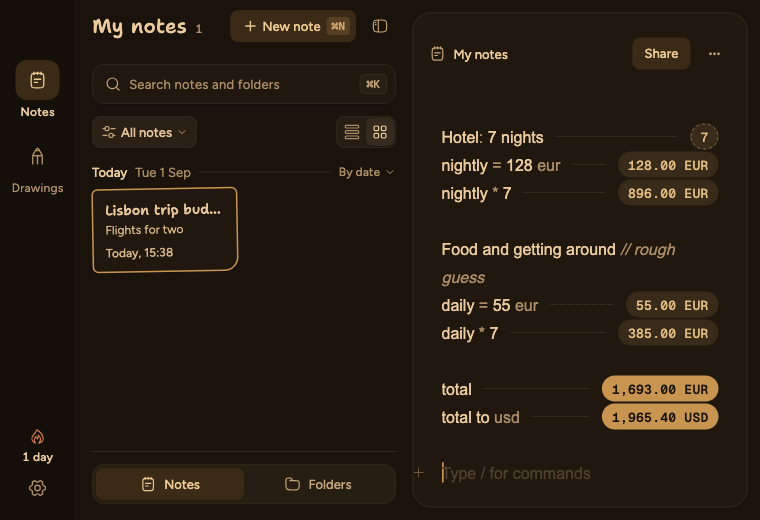 My notes 1
+ New note ⌘N
Search notes and folders ⌘K
All notes
Today Tue 1 Sep
By date
Lisbon trip bud...
Flights for two
Today, 15:38
Notes
Drawings
1 day
Notes
Folders
My notes
Share
Hotel: 7 nights 7
nightly = 128 eur 128.00 EUR
nightly * 7 896.00 EUR
Food and getting around // rough
guess
daily = 55 eur 55.00 EUR
daily * 7 385.00 EUR
total 1,693.00 EUR
total to usd 1,965.40 USD
Type / for commands